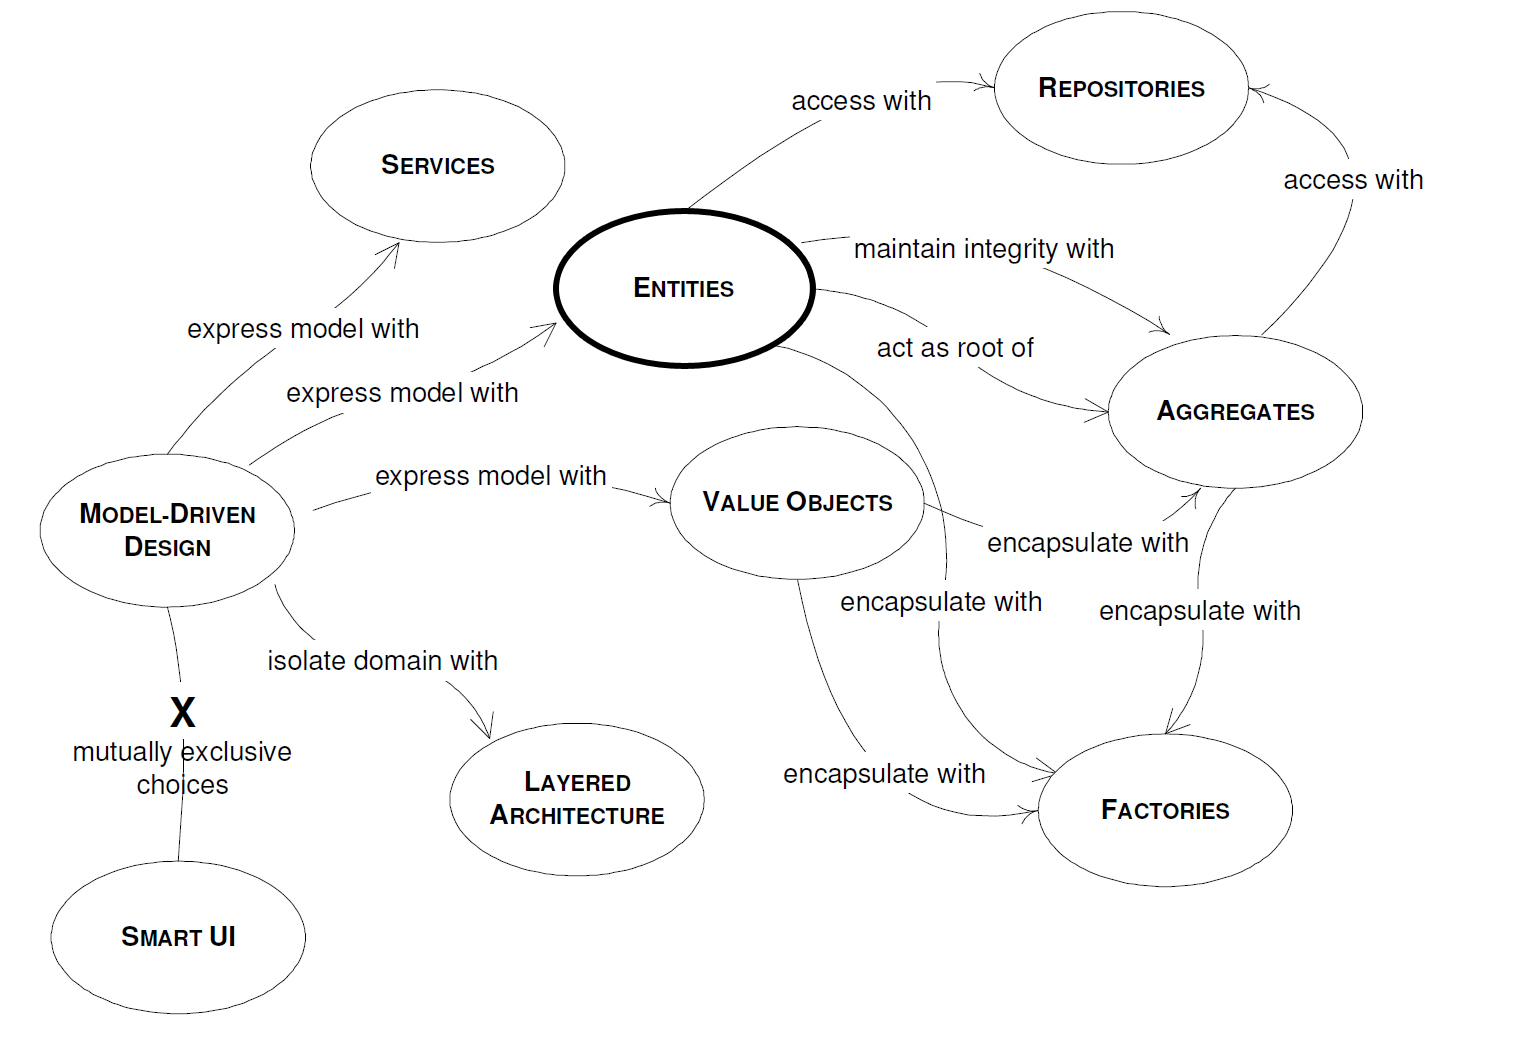 REPOSITORIES
access with
SERVICES
access with
maintain integrity with
ENTITIES
express model with
act as root of
express model with
AGGREGATES
express model with
VALUE OBJECTS
MODEL-DRIVEN
DESIGN
encapsulate with
encapsulate with
encapsulate with
isolate domain with
X
mutually exclusive
choices
encapsulate with
LAYERED
ARCHITECTURE
FACTORIES
SMART UI